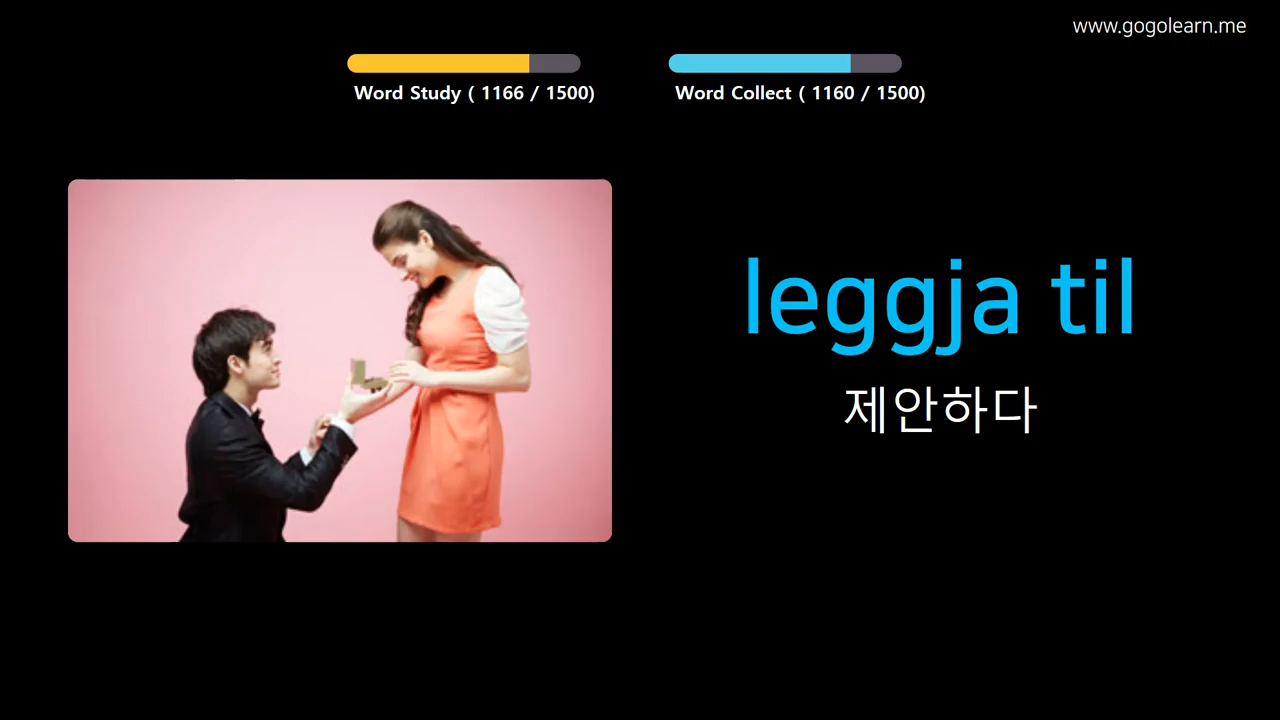 www.gogolearn.me
Word Study ( 1166 / 1500)
Word Collect ( 1160 / 1500)
leggja til
제안하다